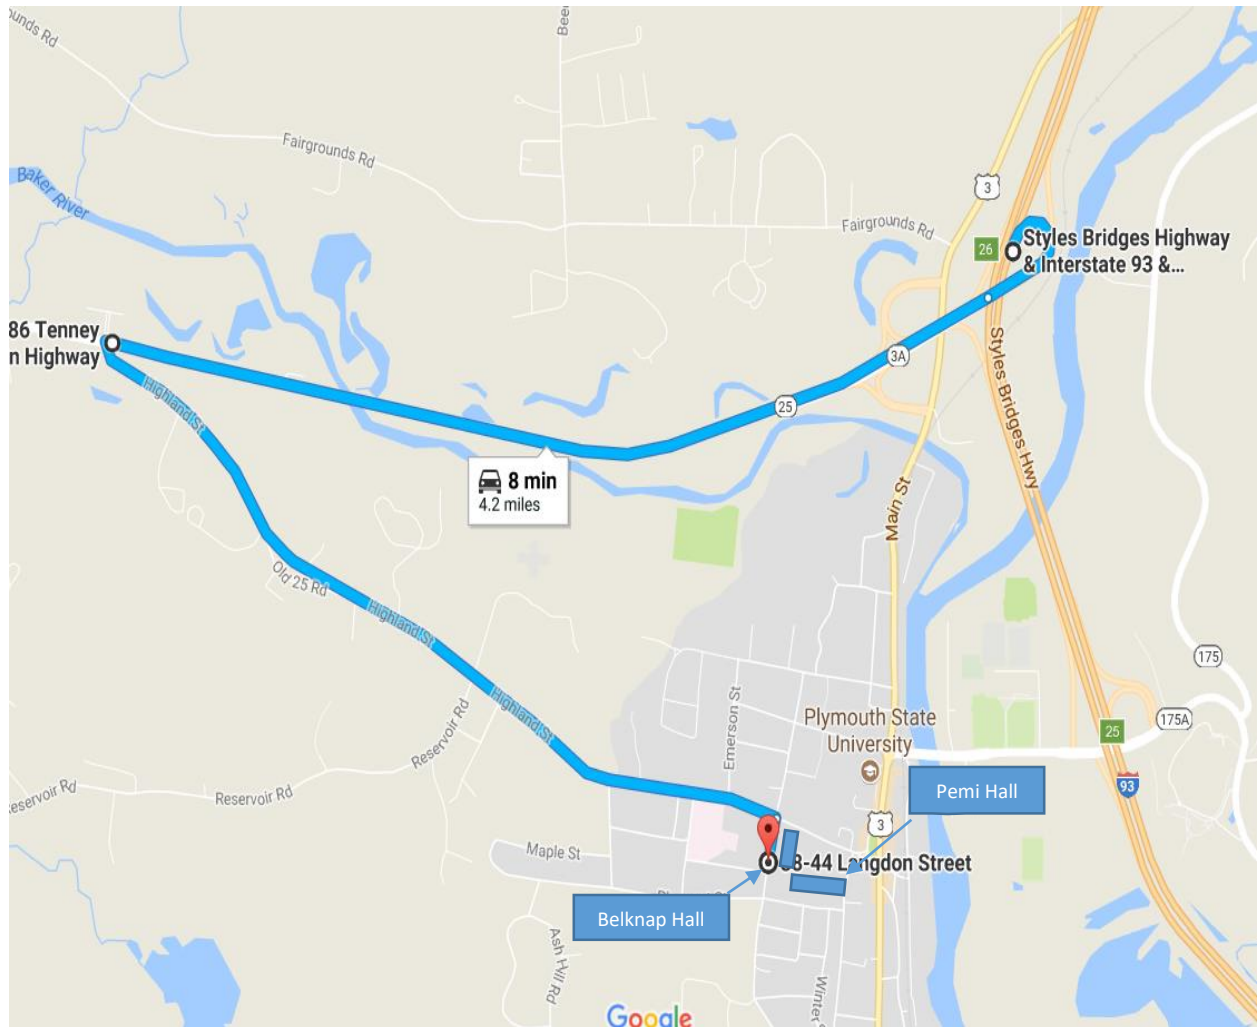 Fairgrounds Rd
Baker River
3
Fairgrounds Rd
26
Styles Bridges Highway
& Interstate 93 &...
86 Tenney
n Highway
3A
Styles Bridges Hwy
Highland St
25
8 min
4.2 miles
Main St
Old 25 Rd
Highland St
175
Highland St
Reservoir Rd
Emerson St
Plymouth State
University
175A
25
Reservoir Rd
Reservoir Rd
Pemi Hall
93
3
Maple St
8-44 Langdon Street
Belknap Hall
Ash Hill Rd
Winter
Google